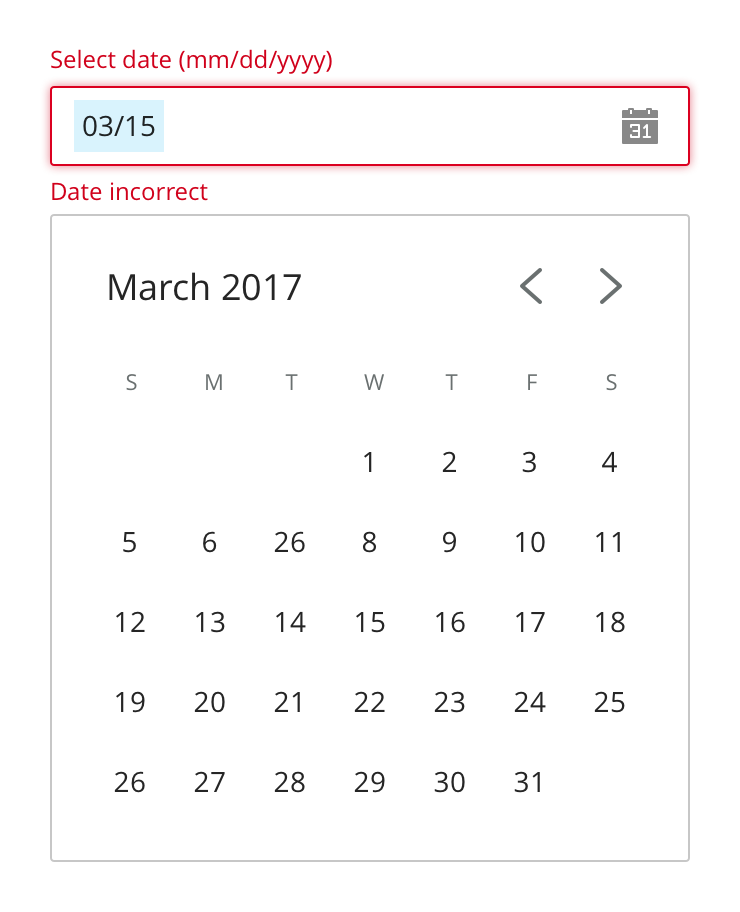 Select date (mm/dd/yyyy)
03/15
31
Date incorrect
March 2017
S M T W T F S
1 2 3 4
5 6 26 8 9 10 11
12 13 14 15 16 17 18
19 20 21 22 23 24 25
26 27 28 29 30 31